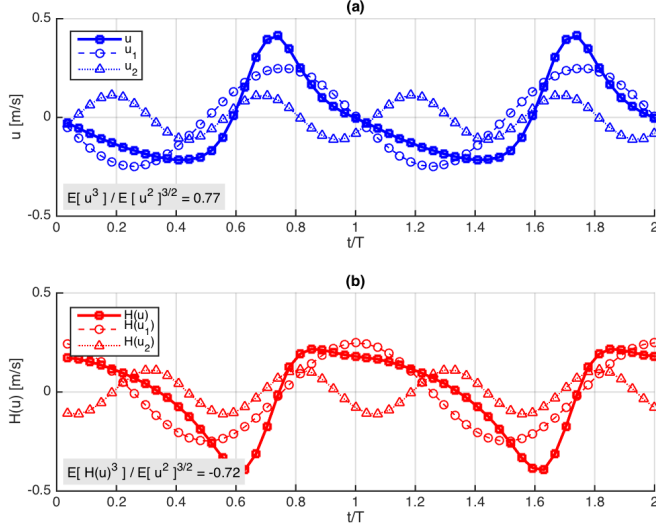 (a)
0.5
0
-0.5
u [m/s]
u
u1
u2
E[ u^3 ] / E [ u^2 ]^3/2 = 0.77
0 0.2 0.4 0.6 0.8 1 1.2 1.4 1.6 1.8 2
t/T
(b)
0.5
0
-0.5
H(u) [m/s]
H(u)
H(u1)
H(u2)
E[ H(u)^3 ] / E[ u^2 ]^3/2 = -0.72
0 0.2 0.4 0.6 0.8 1 1.2 1.4 1.6 1.8 2
t/T